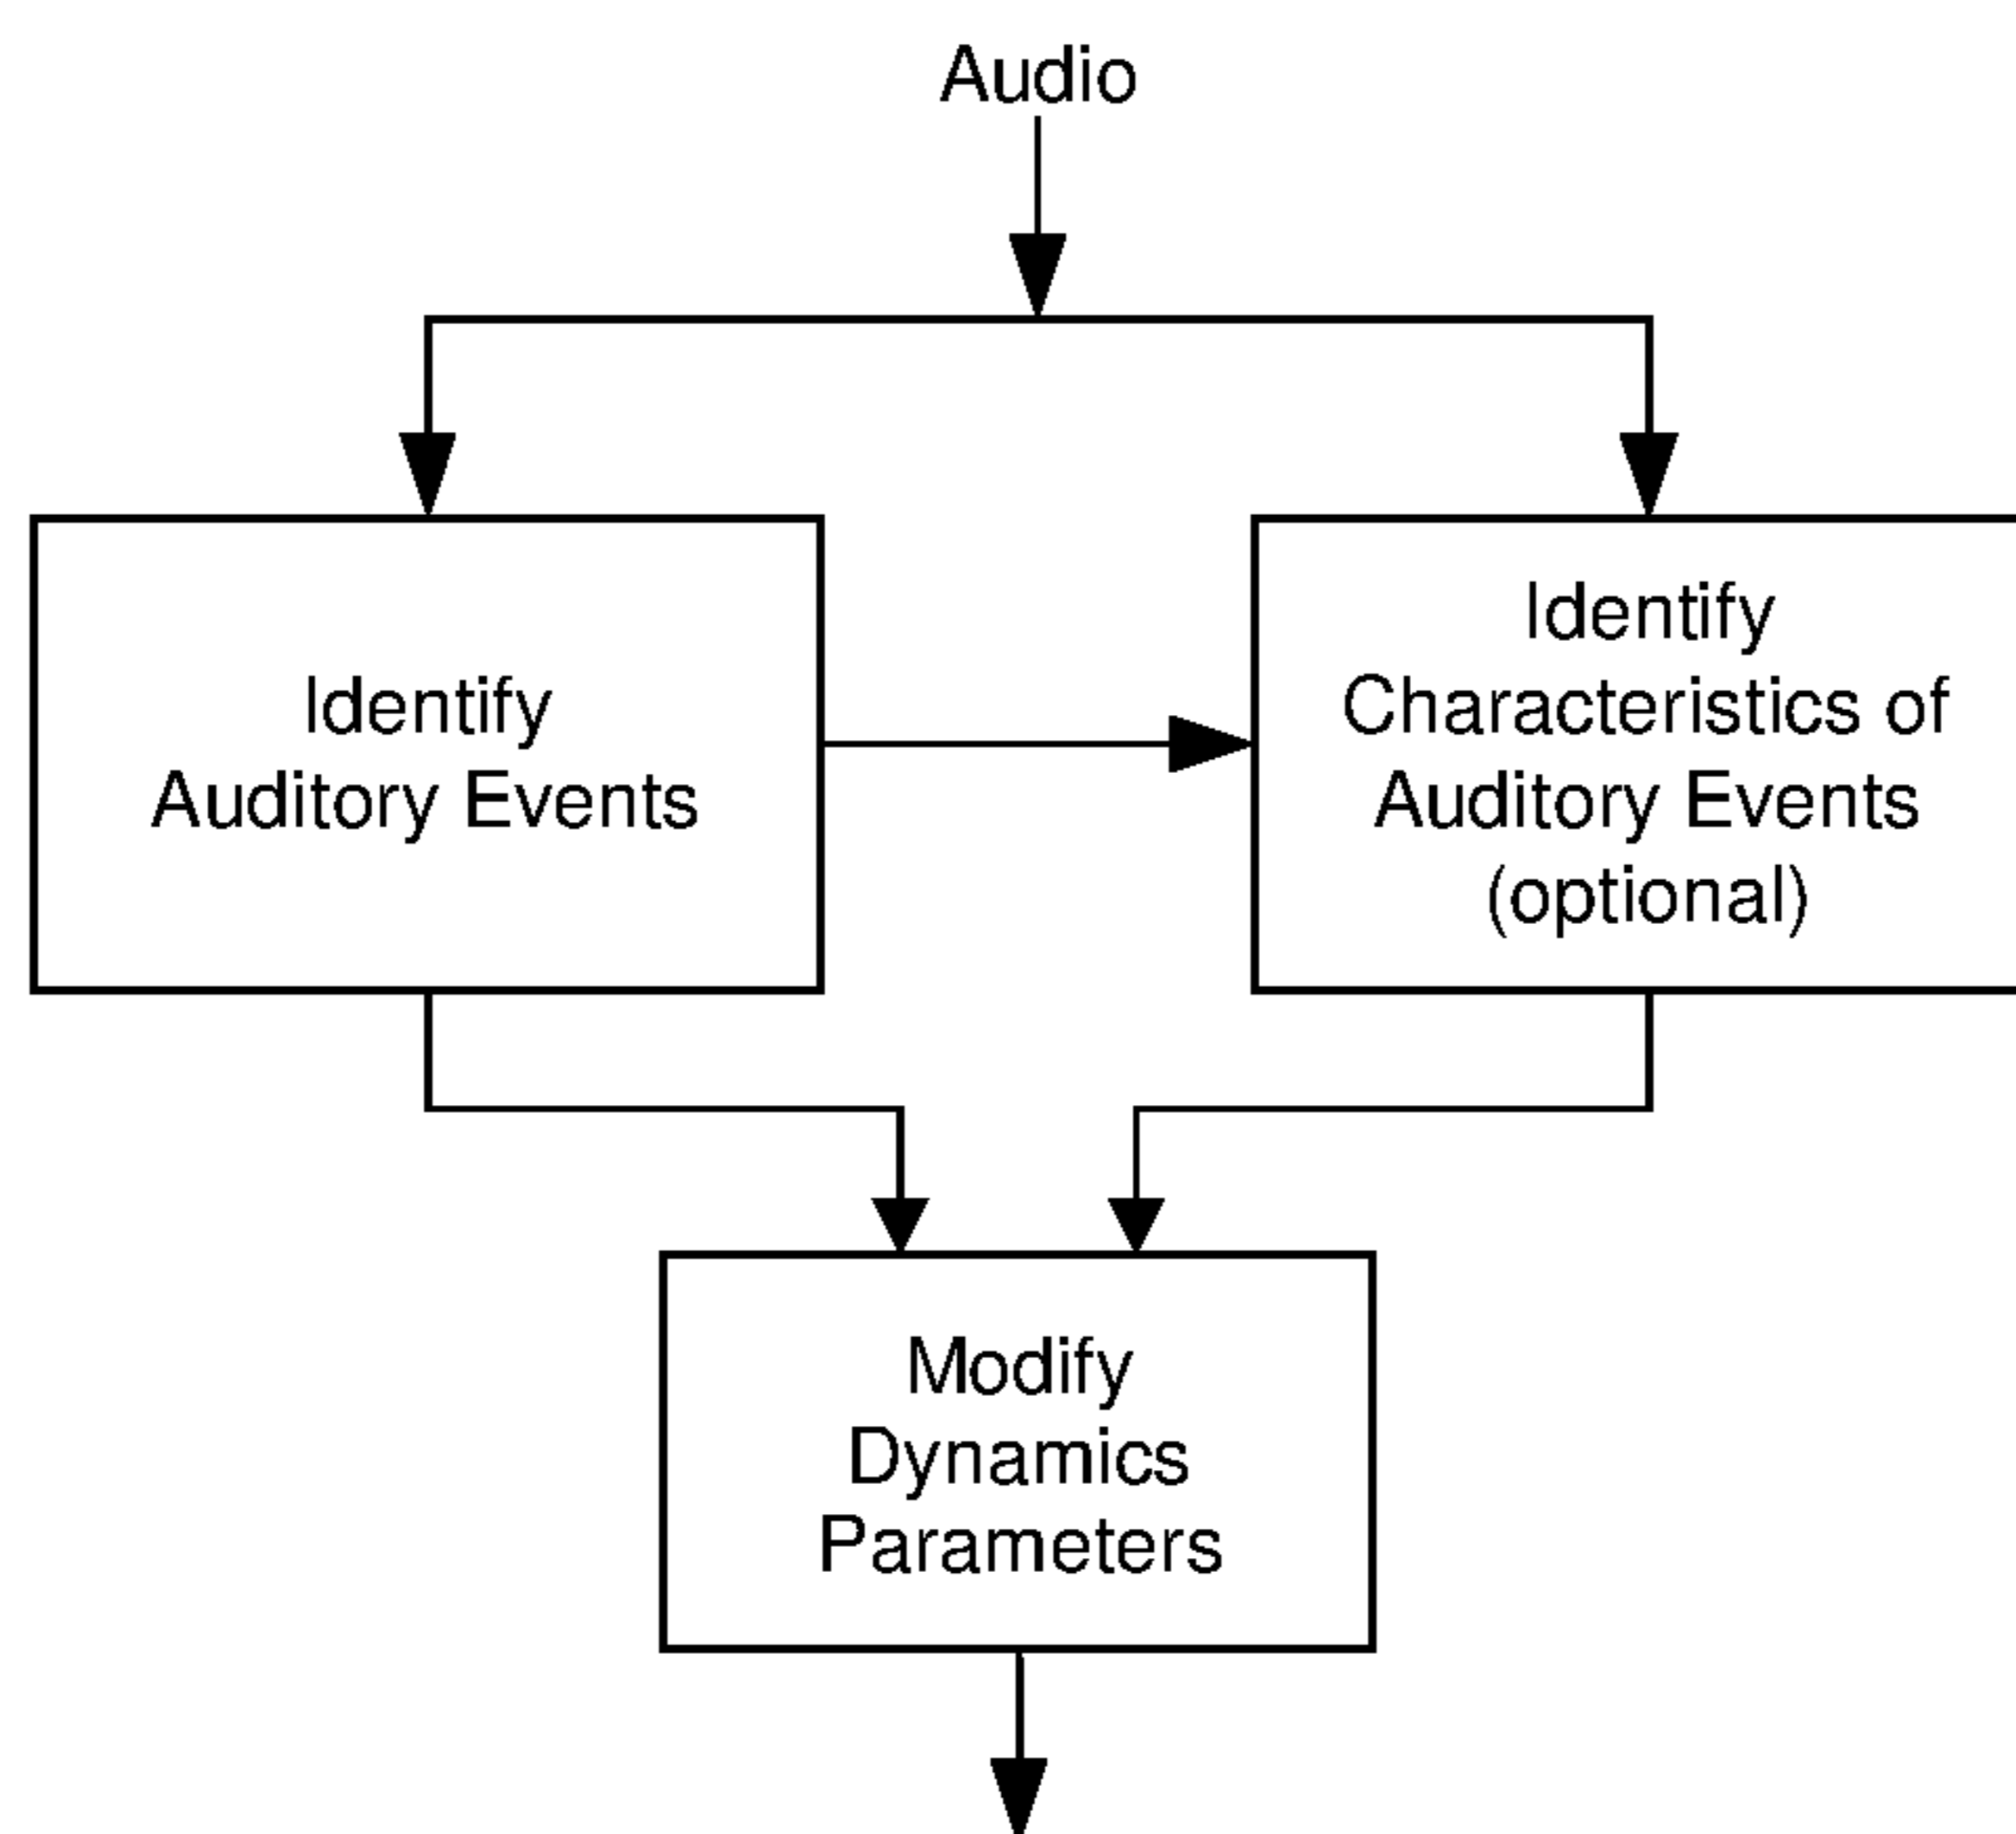 Audio
Identify
Auditory Events
Identify
Characteristics of
Auditory Events
(optional)
Modify
Dynamics
Parameters